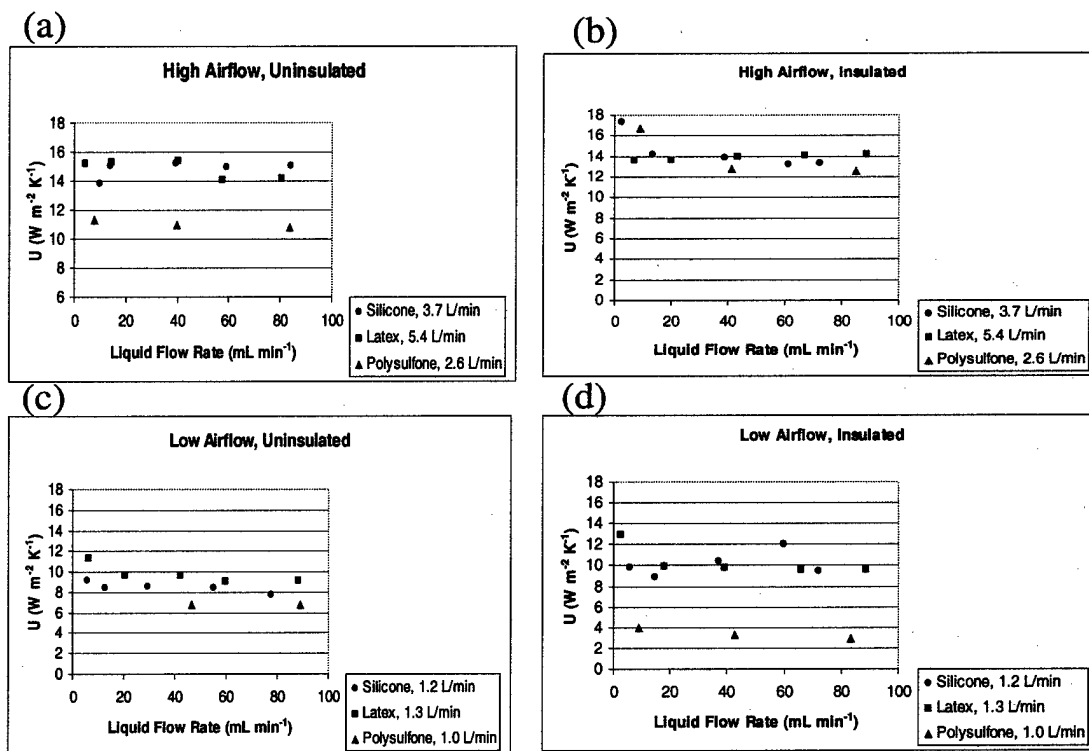 (a)
High Airflow, Uninsulated
18
16
14
12
10
8
6
0 20 40 60 80 100
U (W m⁻² K⁻¹)
Liquid Flow Rate (mL min⁻¹)
Silicone, 3.7 L/min
Latex, 5.4 L/min
Polysulfone, 2.6 L/min
(b)
High Airflow, Insulated
18
16
14
12
10
8
6
4
2
0
0 20 40 60 80 100
U (W m⁻² K⁻¹)
Liquid Flow Rate (mL min⁻¹)
Silicone, 3.7 L/min
Latex, 5.4 L/min
Polysulfone, 2.6 L/min
(c)
Low Airflow, Uninsulated
18
16
14
12
10
8
6
4
2
0
0 20 40 60 80 100
U (W m⁻² K⁻¹)
Liquid Flow Rate (mL min⁻¹)
Silicone, 1.2 L/min
Latex, 1.3 L/min
Polysulfone, 1.0 L/min
(d)
Low Airflow, Insulated
18
16
14
12
10
8
6
4
2
0
0 20 40 60 80 100
U (W m⁻² K⁻¹)
Liquid Flow Rate (mL min⁻¹)
Silicone, 1.2 L/min
Latex, 1.3 L/min
Polysulfone, 1.0 L/min